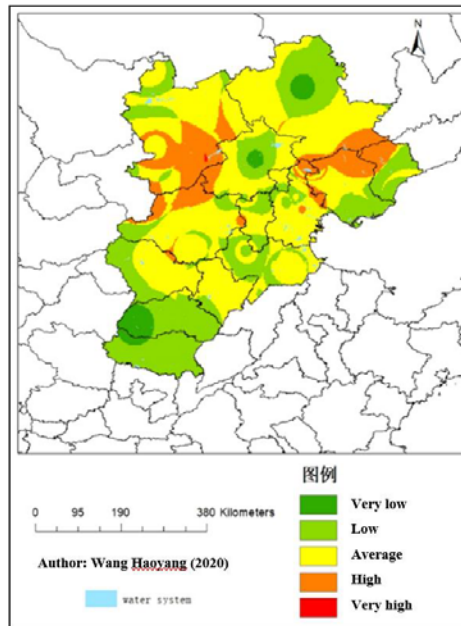 N
图例
0 95 190 380 Kilometers
Very low
Low
Average
High
Very high
Author: Wang Haoyang (2020)
water system